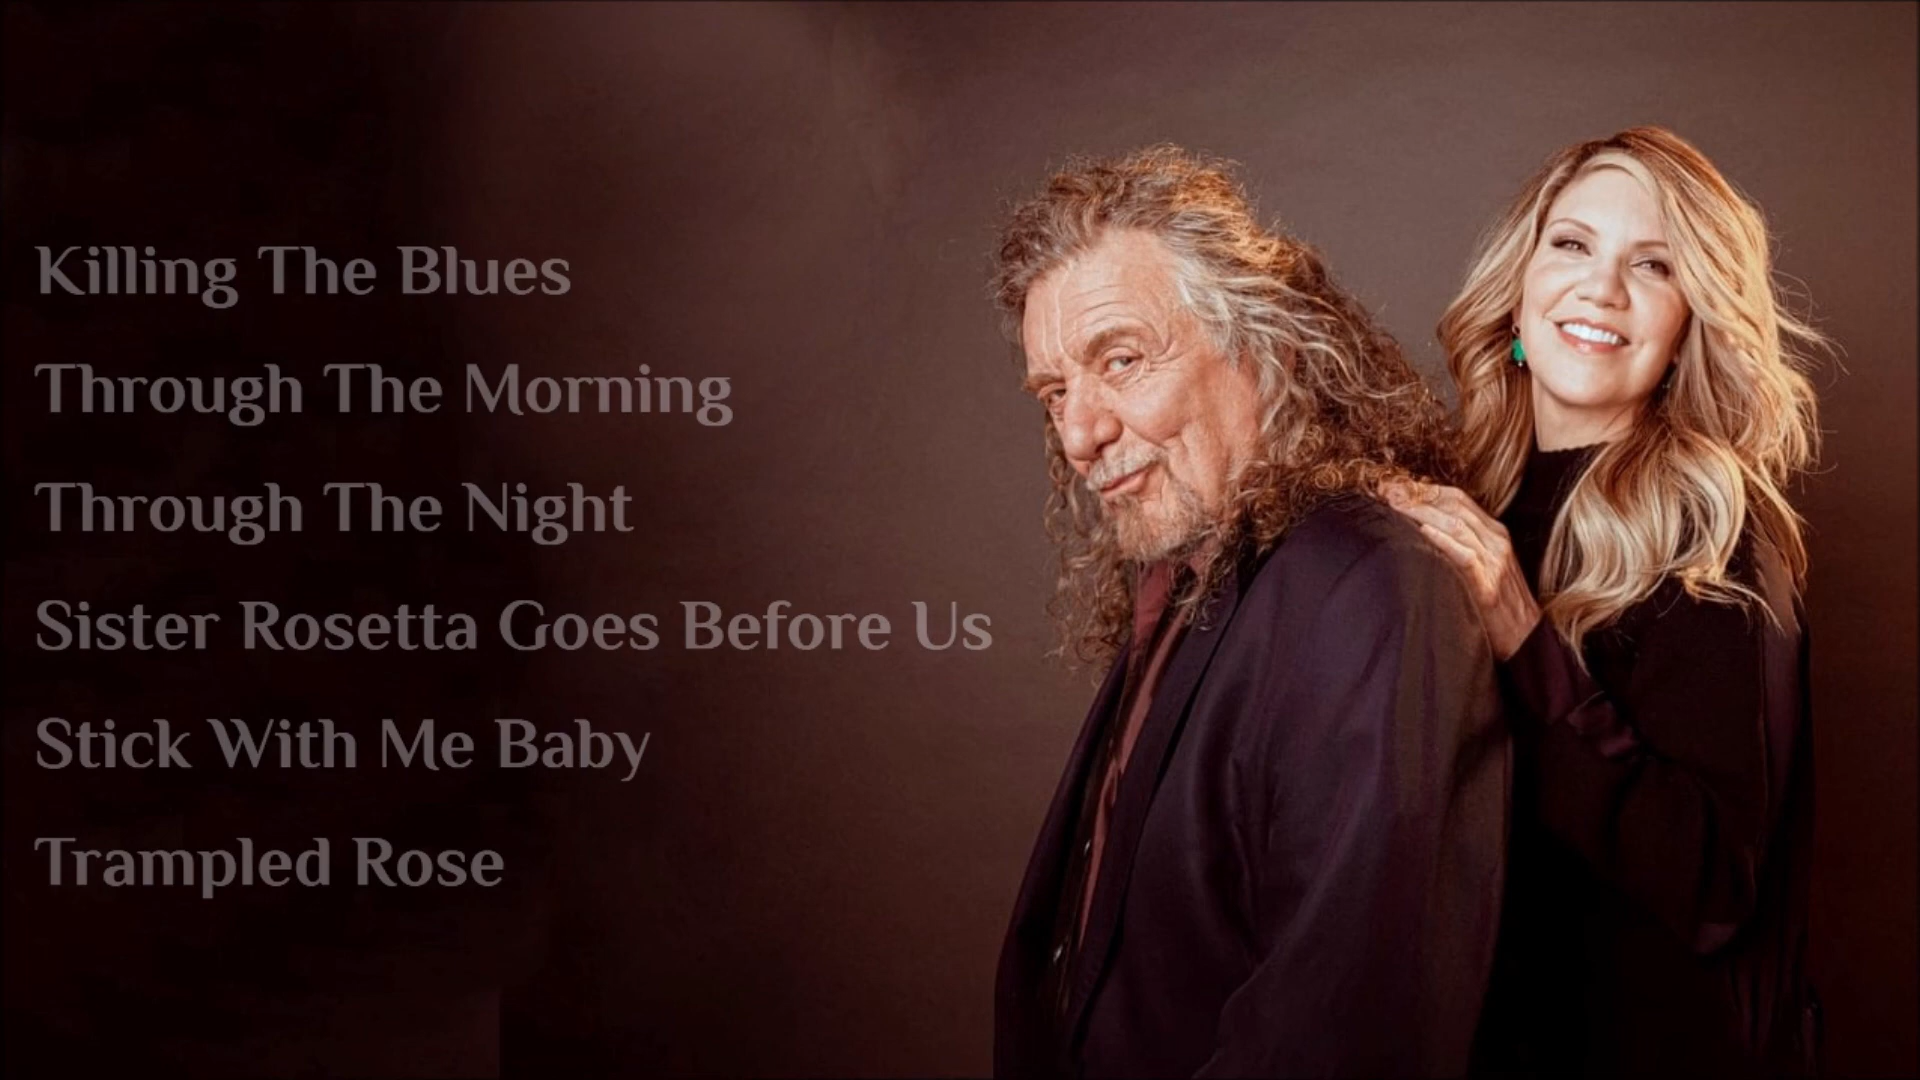 Killing The Blues
Through The Morning
Through The Night
Sister Rosetta Goes Before Us
Stick With Me Baby
Trampled Rose